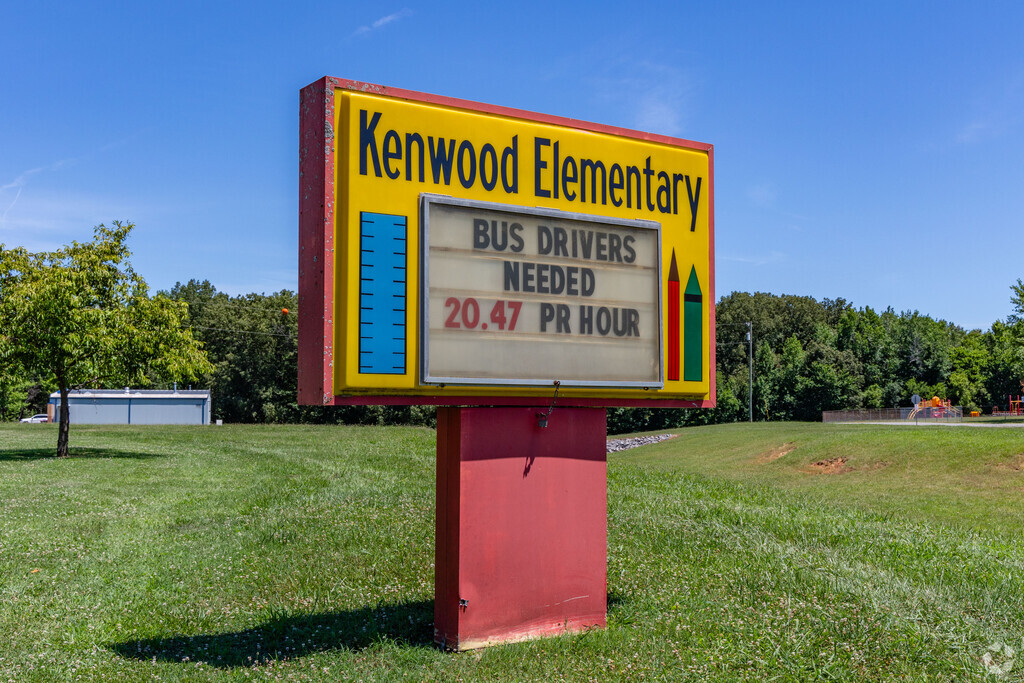 Kenwood Elementary
BUS DRIVERS
NEEDED
20.47 PR HOUR